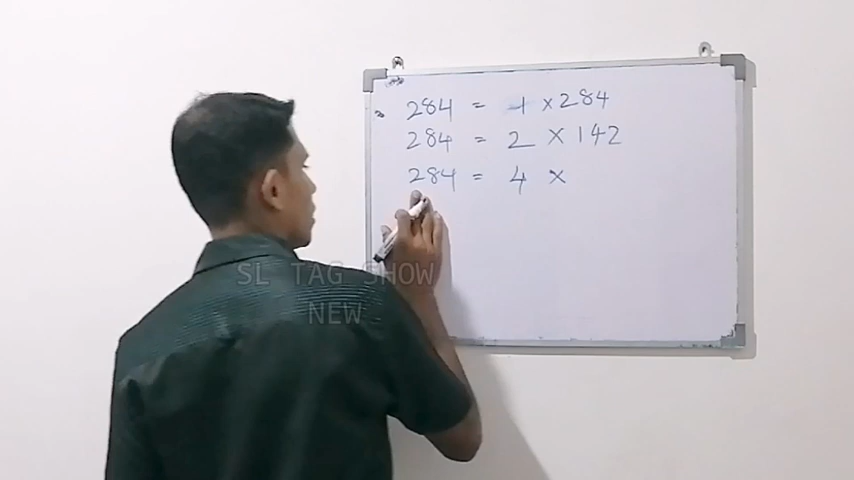 284 = 1 x 284
284 = 2 x 142
284 = 4 x
SL TAG SHOW
NEW